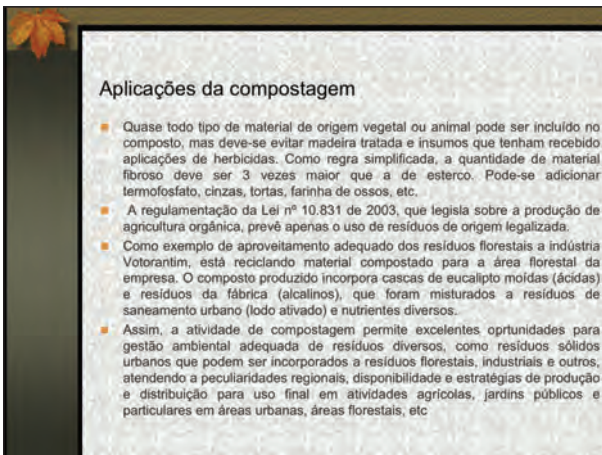 Aplicações da compostagem
Quase todo tipo de material de origem vegetal ou animal pode ser incluído no
composto, mas deve-se evitar madeira tratada e insumos que tenham recebido
aplicações de herbicidas. Como regra simplificada, a quantidade de material
fibroso deve ser 3 vezes maior que a de esterco. Pode-se adicionar
termofosfato, cinzas, tortas, farinha de ossos, etc.
A regulamentação da Lei nº 10.831 de 2003, que legisla sobre a produção de
agricultura orgânica, prevê apenas o uso de resíduos de origem legalizada.
Como exemplo de aproveitamento adequado dos resíduos florestais a indústria
Votorantim, está reciclando material compostado para a área florestal da
empresa. O composto produzido incorpora cascas de eucalipto moídas (ácidas)
e resíduos da fábrica (alcalinos), que foram misturados a resíduos de
saneamento urbano (lodo ativado) e nutrientes diversos.
Assim, a atividade de compostagem permite excelentes oprtunidades para
gestão ambiental adequada de resíduos diversos, como resíduos sólidos
urbanos que podem ser incorporados a resíduos florestais, industriais e outros,
atendendo a peculiaridades regionais, disponibilidade e estratégias de produção
e distribuição para uso final em atividades agrícolas, jardins públicos e
particulares em áreas urbanas, áreas florestais, etc